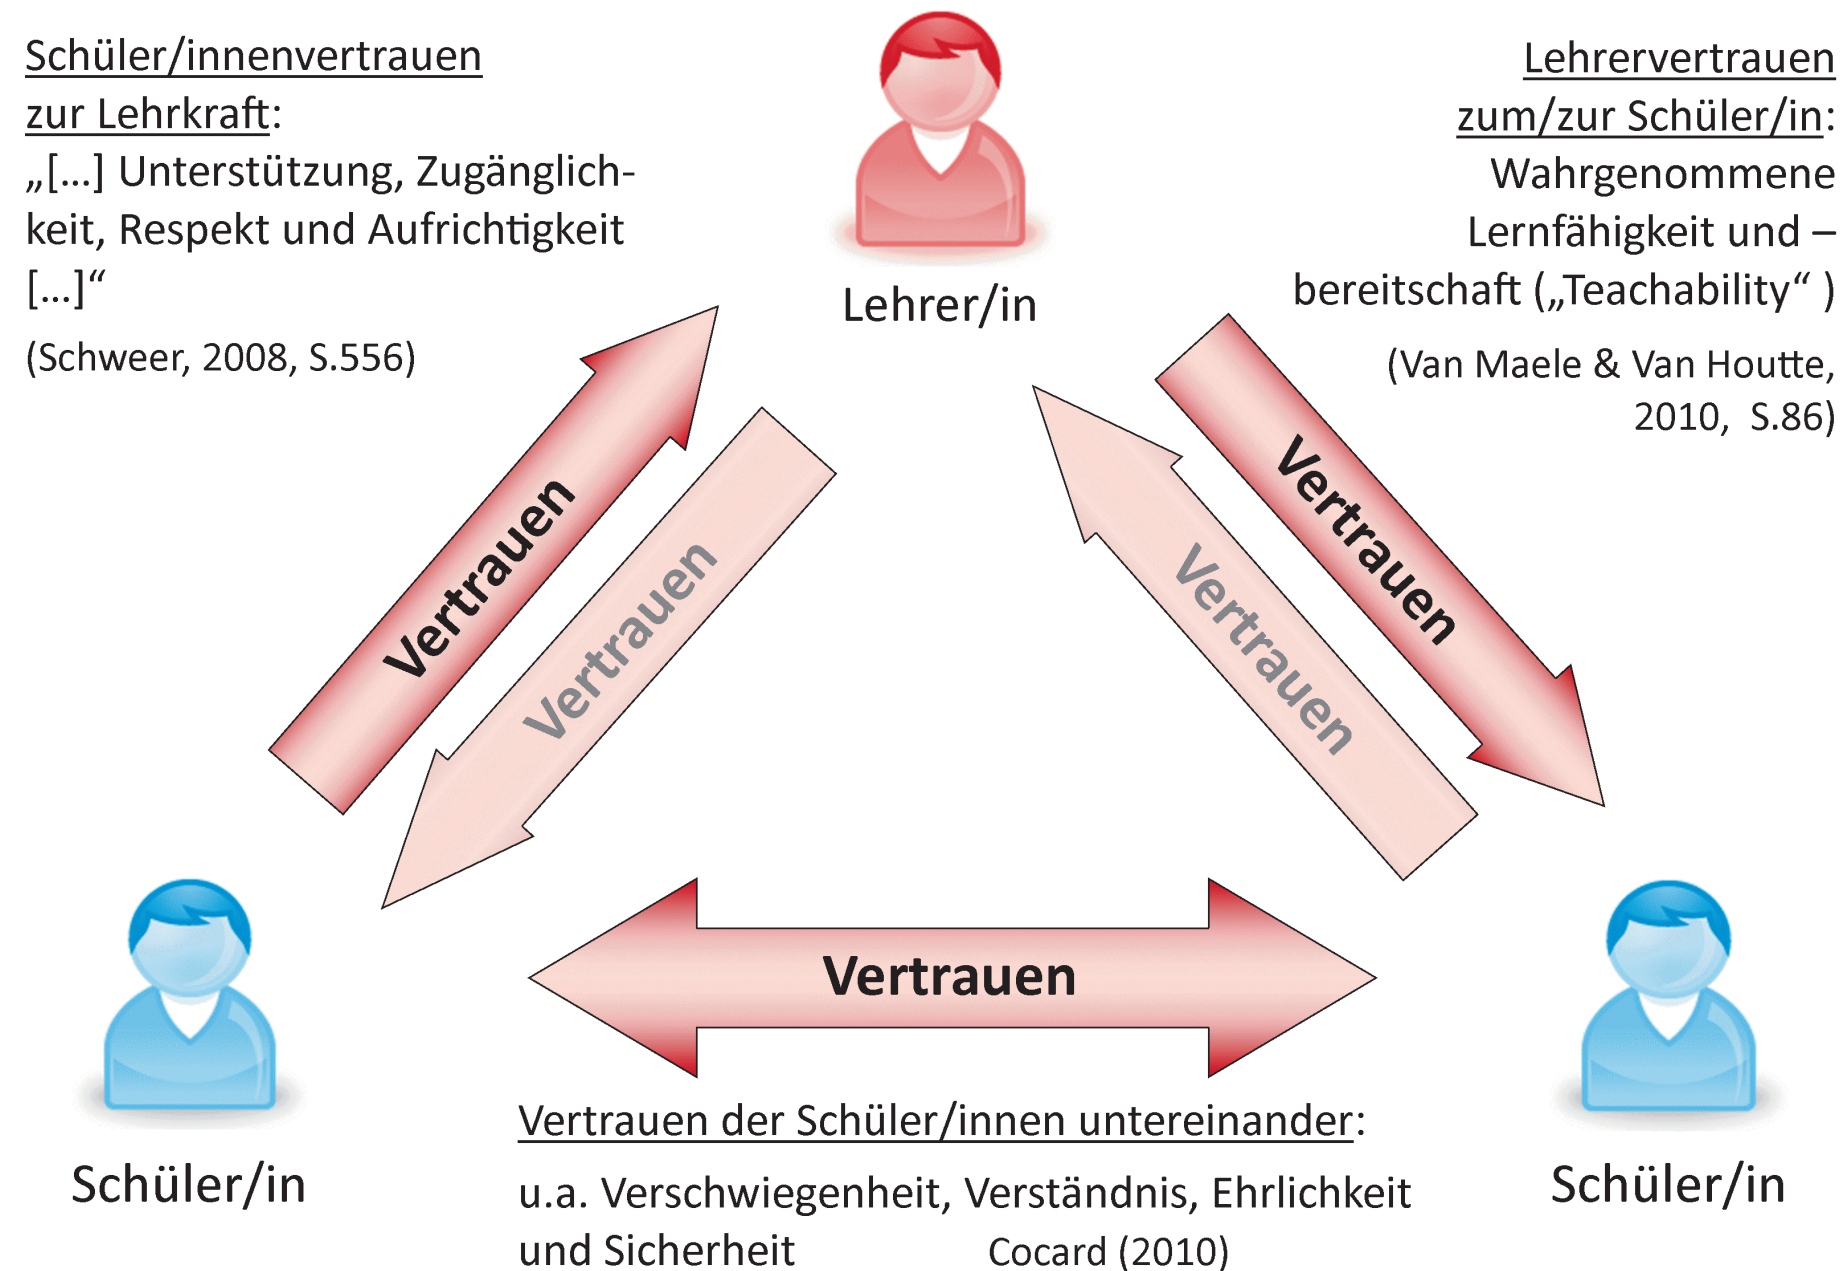 Schüler/innenvertrauen
zur Lehrkraft:
„[...] Unterstützung, Zugänglich-
keit, Respekt und Aufrichtigkeit
[...]“
(Schweer, 2008, S.556)
Lehrer/in
Lehrervertrauen
zum/zur Schüler/in:
Wahrgenommene
Lernfähigkeit und –
bereitschaft („Teachability“ )
(Van Maele & Van Houtte,
2010,  S.86)
Vertrauen
Vertrauen
Vertrauen
Vertrauen
Vertrauen
Schüler/in
Vertrauen der Schüler/innen untereinander:
u.a. Verschwiegenheit, Verständnis, Ehrlichkeit
und Sicherheit Cocard (2010)
Schüler/in